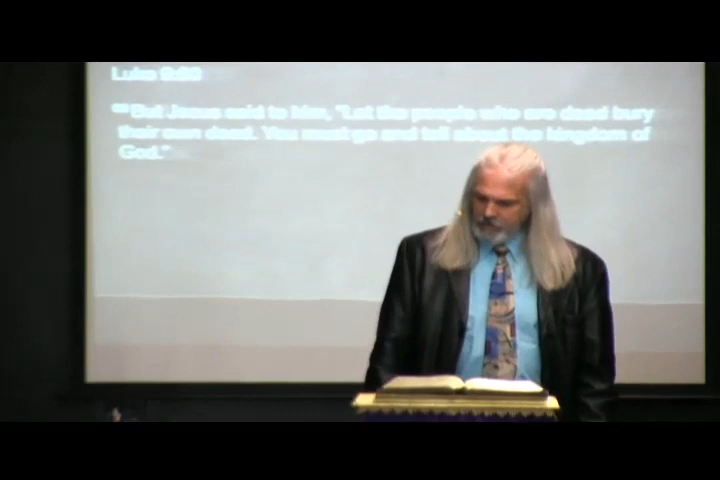 Luke 9:60
60 But Jesus said to him, "Let the people who are dead bury
their own dead. You must go and tell about the kingdom of
God."